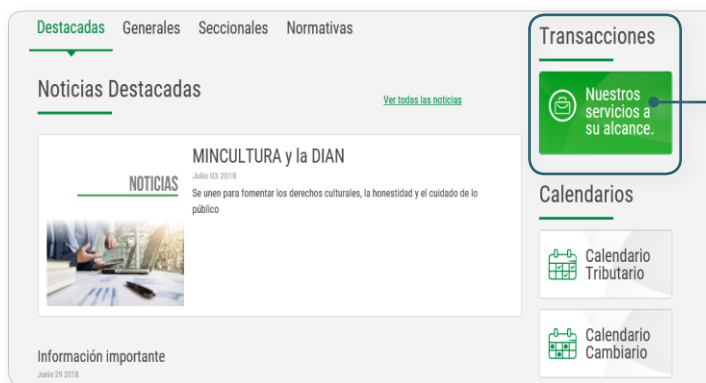 Destacadas Generales Seccionales Normativas
Noticias Destacadas
Ver todas las noticias
NOTICIAS
MINCULTURA y la DIAN
Julio 03 2018
Se unen para fomentar los derechos culturales, la honestidad y el cuidado de lo
público
Información importante
Junio 29 2018
Transacciones
Nuestros
servicios a
su alcance.
Calendarios
Calendario
Tributario
Calendario
Cambiario